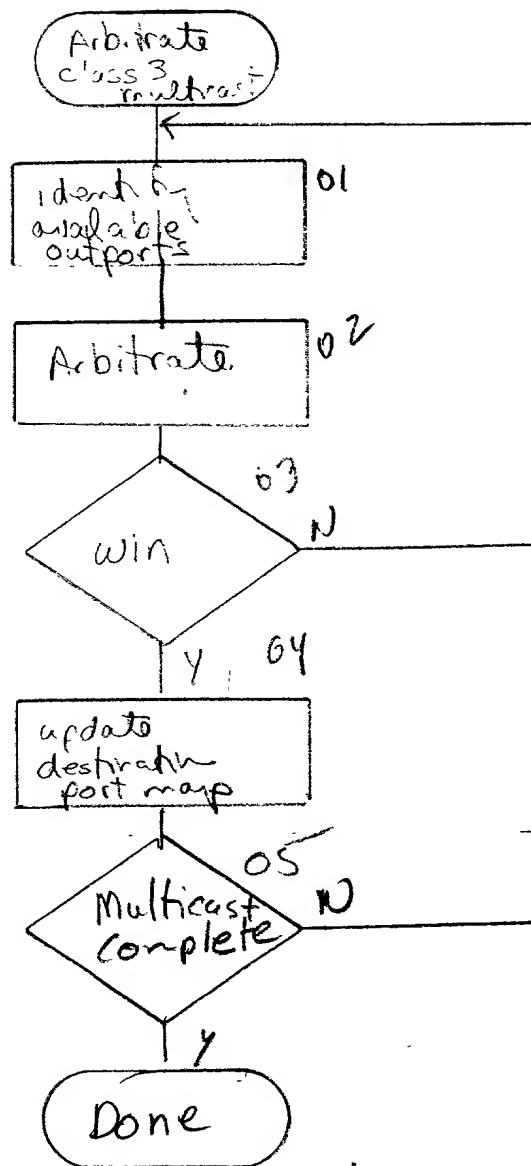 Arbitrate
class 3
multicast
01
identify
available
outports
02
Arbitrate
03
win
N
Y
04
update
destination
port map
05
Multicast
complete
N
Y
Done